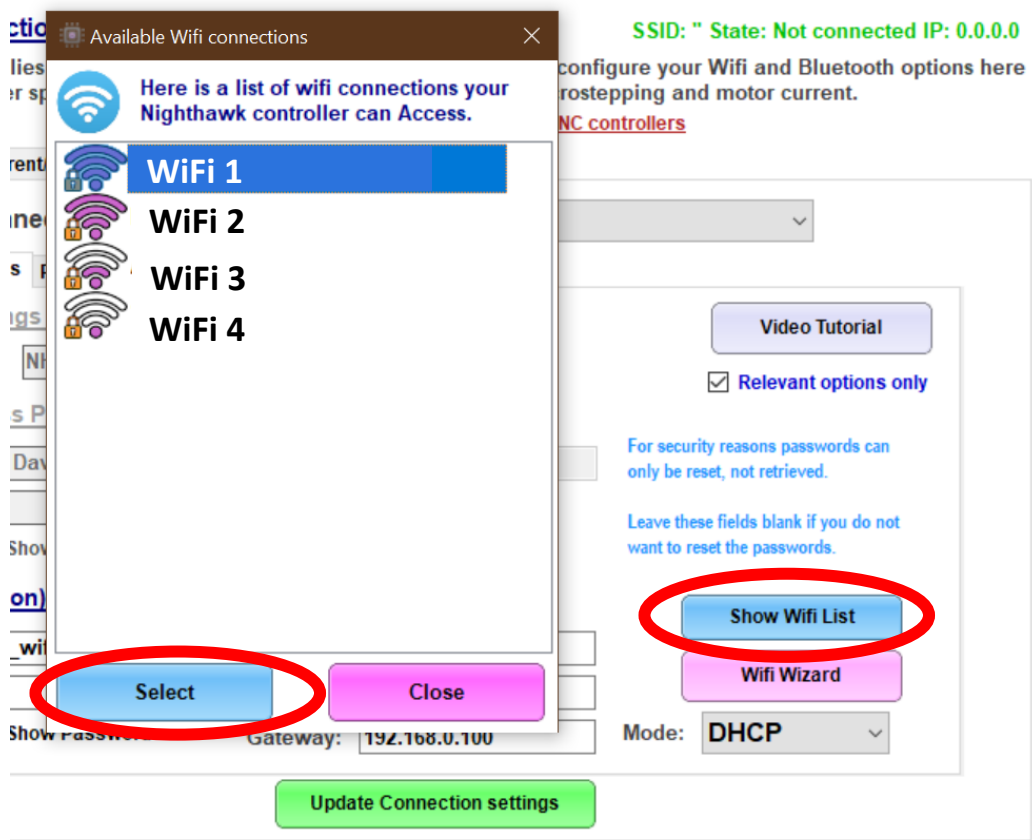 SSID: '' State: Not connected IP: 0.0.0.0
Available Wifi connections
configure your Wifi and Bluetooth options here
and motor current.
Here is a list of wifi connections your
Nighthawk controller can Access.
NC controllers
WiFi 1
WiFi 2
WiFi 3
WiFi 4
Video Tutorial
Relevant options only
For security reasons passwords can
only be reset, not retrieved.
Leave these fields blank if you do not
want to reset the passwords.
Show Wifi List
Wifi Wizard
Select
Close
Show
Gateway: 192.168.0.100
Mode: DHCP
Update Connection settings